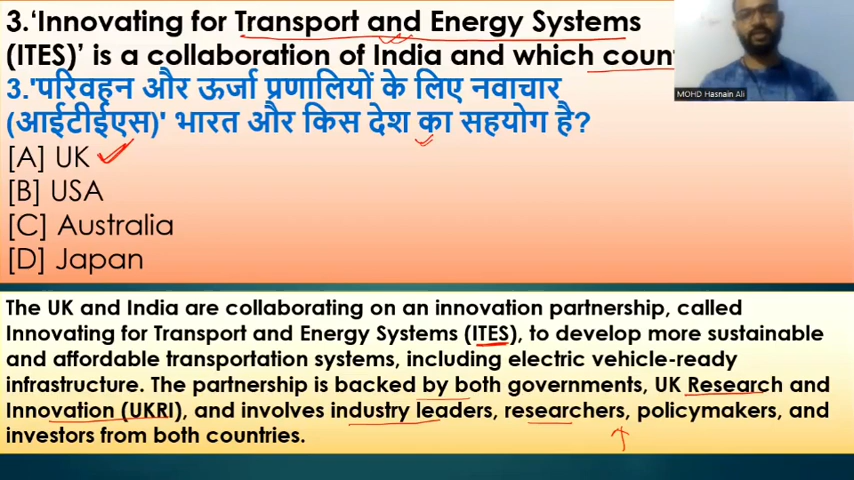 3.‘Innovating for Transport and Energy Systems
(ITES)’ is a collaboration of India and which
3.'परिवहन और ऊर्जा प्रणालियों के लिए नवाचार
(आईटीईएस)' भारत और किस देश का सहयोग है?
[A] UK
[B] USA
[C] Australia
[D] Japan
MOHD Hasnain Ali
The UK and India are collaborating on an innovation partnership, called
Innovating for Transport and Energy Systems (ITES), to develop more sustainable
and affordable transportation systems, including electric vehicle-ready
infrastructure. The partnership is backed by both governments, UK Research and
Innovation (UKRI), and involves industry leaders, researchers, policymakers, and
investors from both countries.